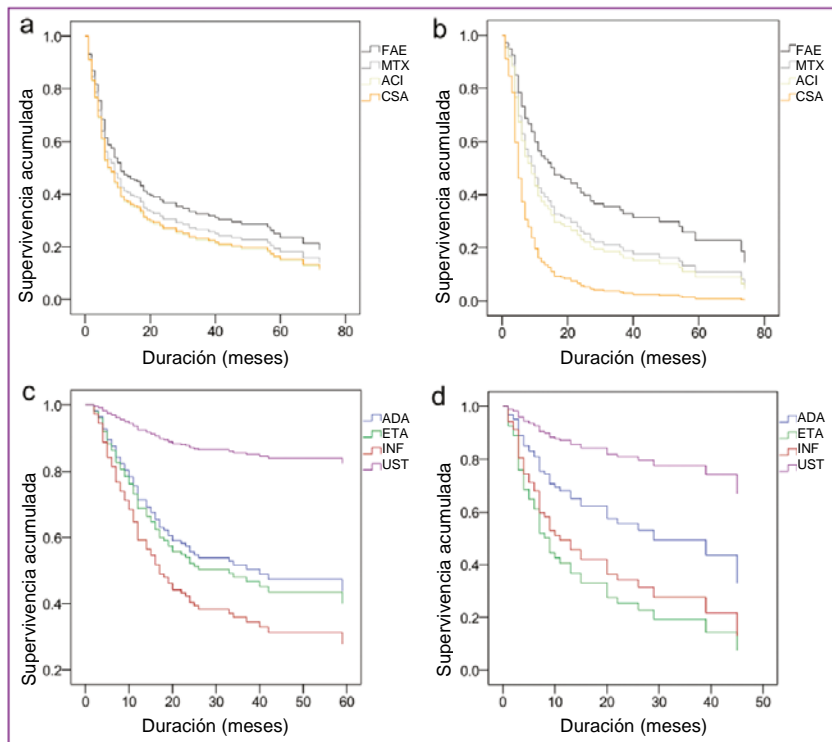 a
Supervivencia acumulada
1.0
0.8
0.6
0.4
0.2
0.0
0 20 40 60 80
Duración (meses)
FAE
MTX
ACI
CSA
b
Supervivencia acumulada
1.0
0.8
0.6
0.4
0.2
0.0
0 20 40 60 80
Duración (meses)
FAE
MTX
ACI
CSA
c
Supervivencia acumulada
1.0
0.8
0.6
0.4
0.2
0 10 20 30 40 50 60
Duración (meses)
ADA
ETA
INF
UST
d
Supervivencia acumulada
1.0
0.8
0.6
0.4
0.2
0.0
0 10 20 30 40 50
Duración (meses)
ADA
ETA
INF
UST